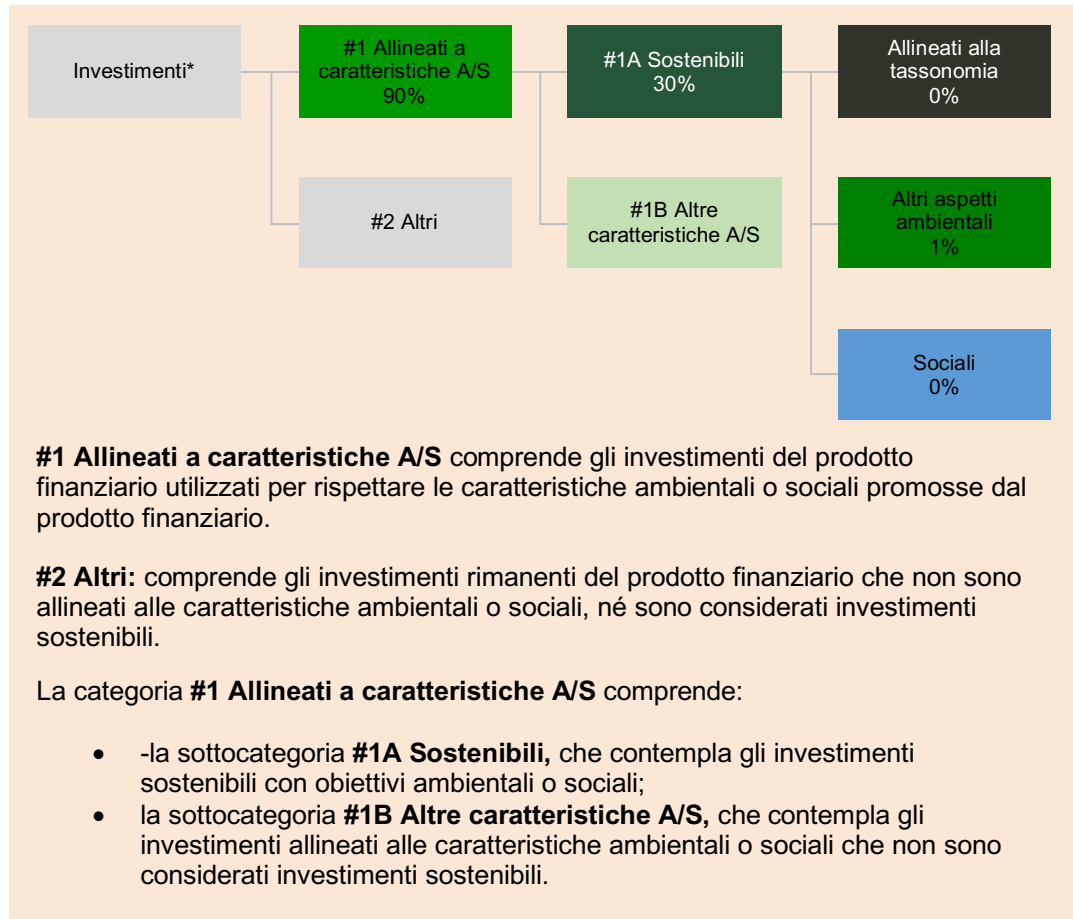 Investimenti*
#1 Allineati a
caratteristiche A/S
90%
#1A Sostenibili
30%
Allineati alla
tassonomia
0%
#2 Altri
#1B Altre
caratteristiche A/S
Altri aspetti
ambientali
1%
Sociali
0%
#1 Allineati a caratteristiche A/S comprende gli investimenti del prodotto
finanziario utilizzati per rispettare le caratteristiche ambientali o sociali promosse dal
prodotto finanziario.
#2 Altri: comprende gli investimenti rimanenti del prodotto finanziario che non sono
allineati alle caratteristiche ambientali o sociali, né sono considerati investimenti
sostenibili.
La categoria #1 Allineati a caratteristiche A/S comprende:
• -la sottocategoria #1A Sostenibili, che contempla gli investimenti
sostenibili con obiettivi ambientali o sociali;
• la sottocategoria #1B Altre caratteristiche A/S, che contempla gli
investimenti allineati alle caratteristiche ambientali o sociali che non sono
considerati investimenti sostenibili.